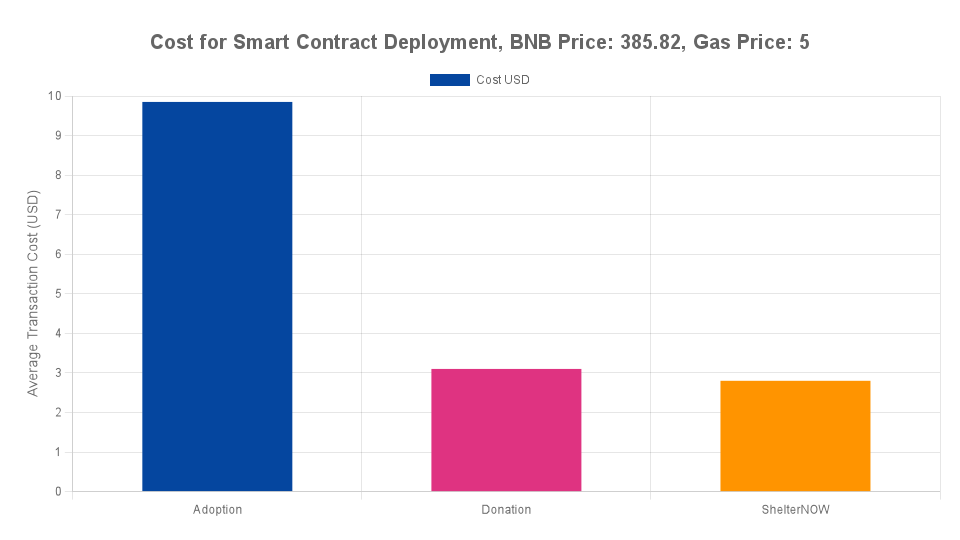 Cost for Smart Contract Deployment, BNB Price: 385.82, Gas Price: 5
Cost USD
Average Transaction Cost (USD)
10
9
8
7
6
5
4
3
2
1
0
Adoption
Donation
ShelterNOW